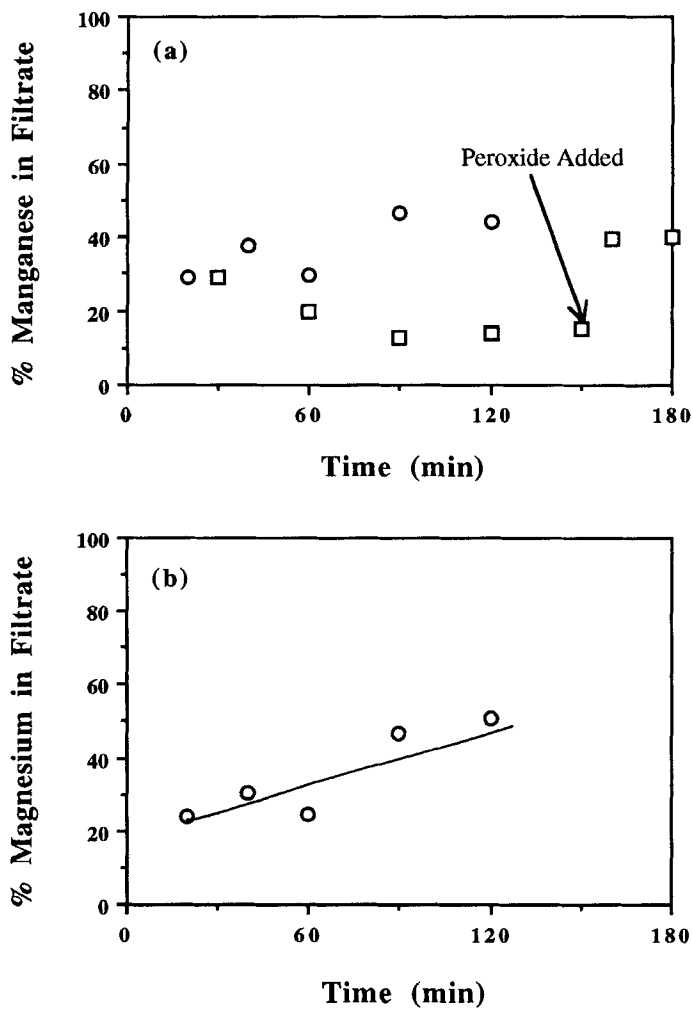 100
(a)
80
Peroxide Added
60
40
20
0
0
60
120
180
% Manganese in Filtrate
Time (min)
100
(b)
80
60
40
20
0
0
60
120
180
% Magnesium in Filtrate
Time (min)